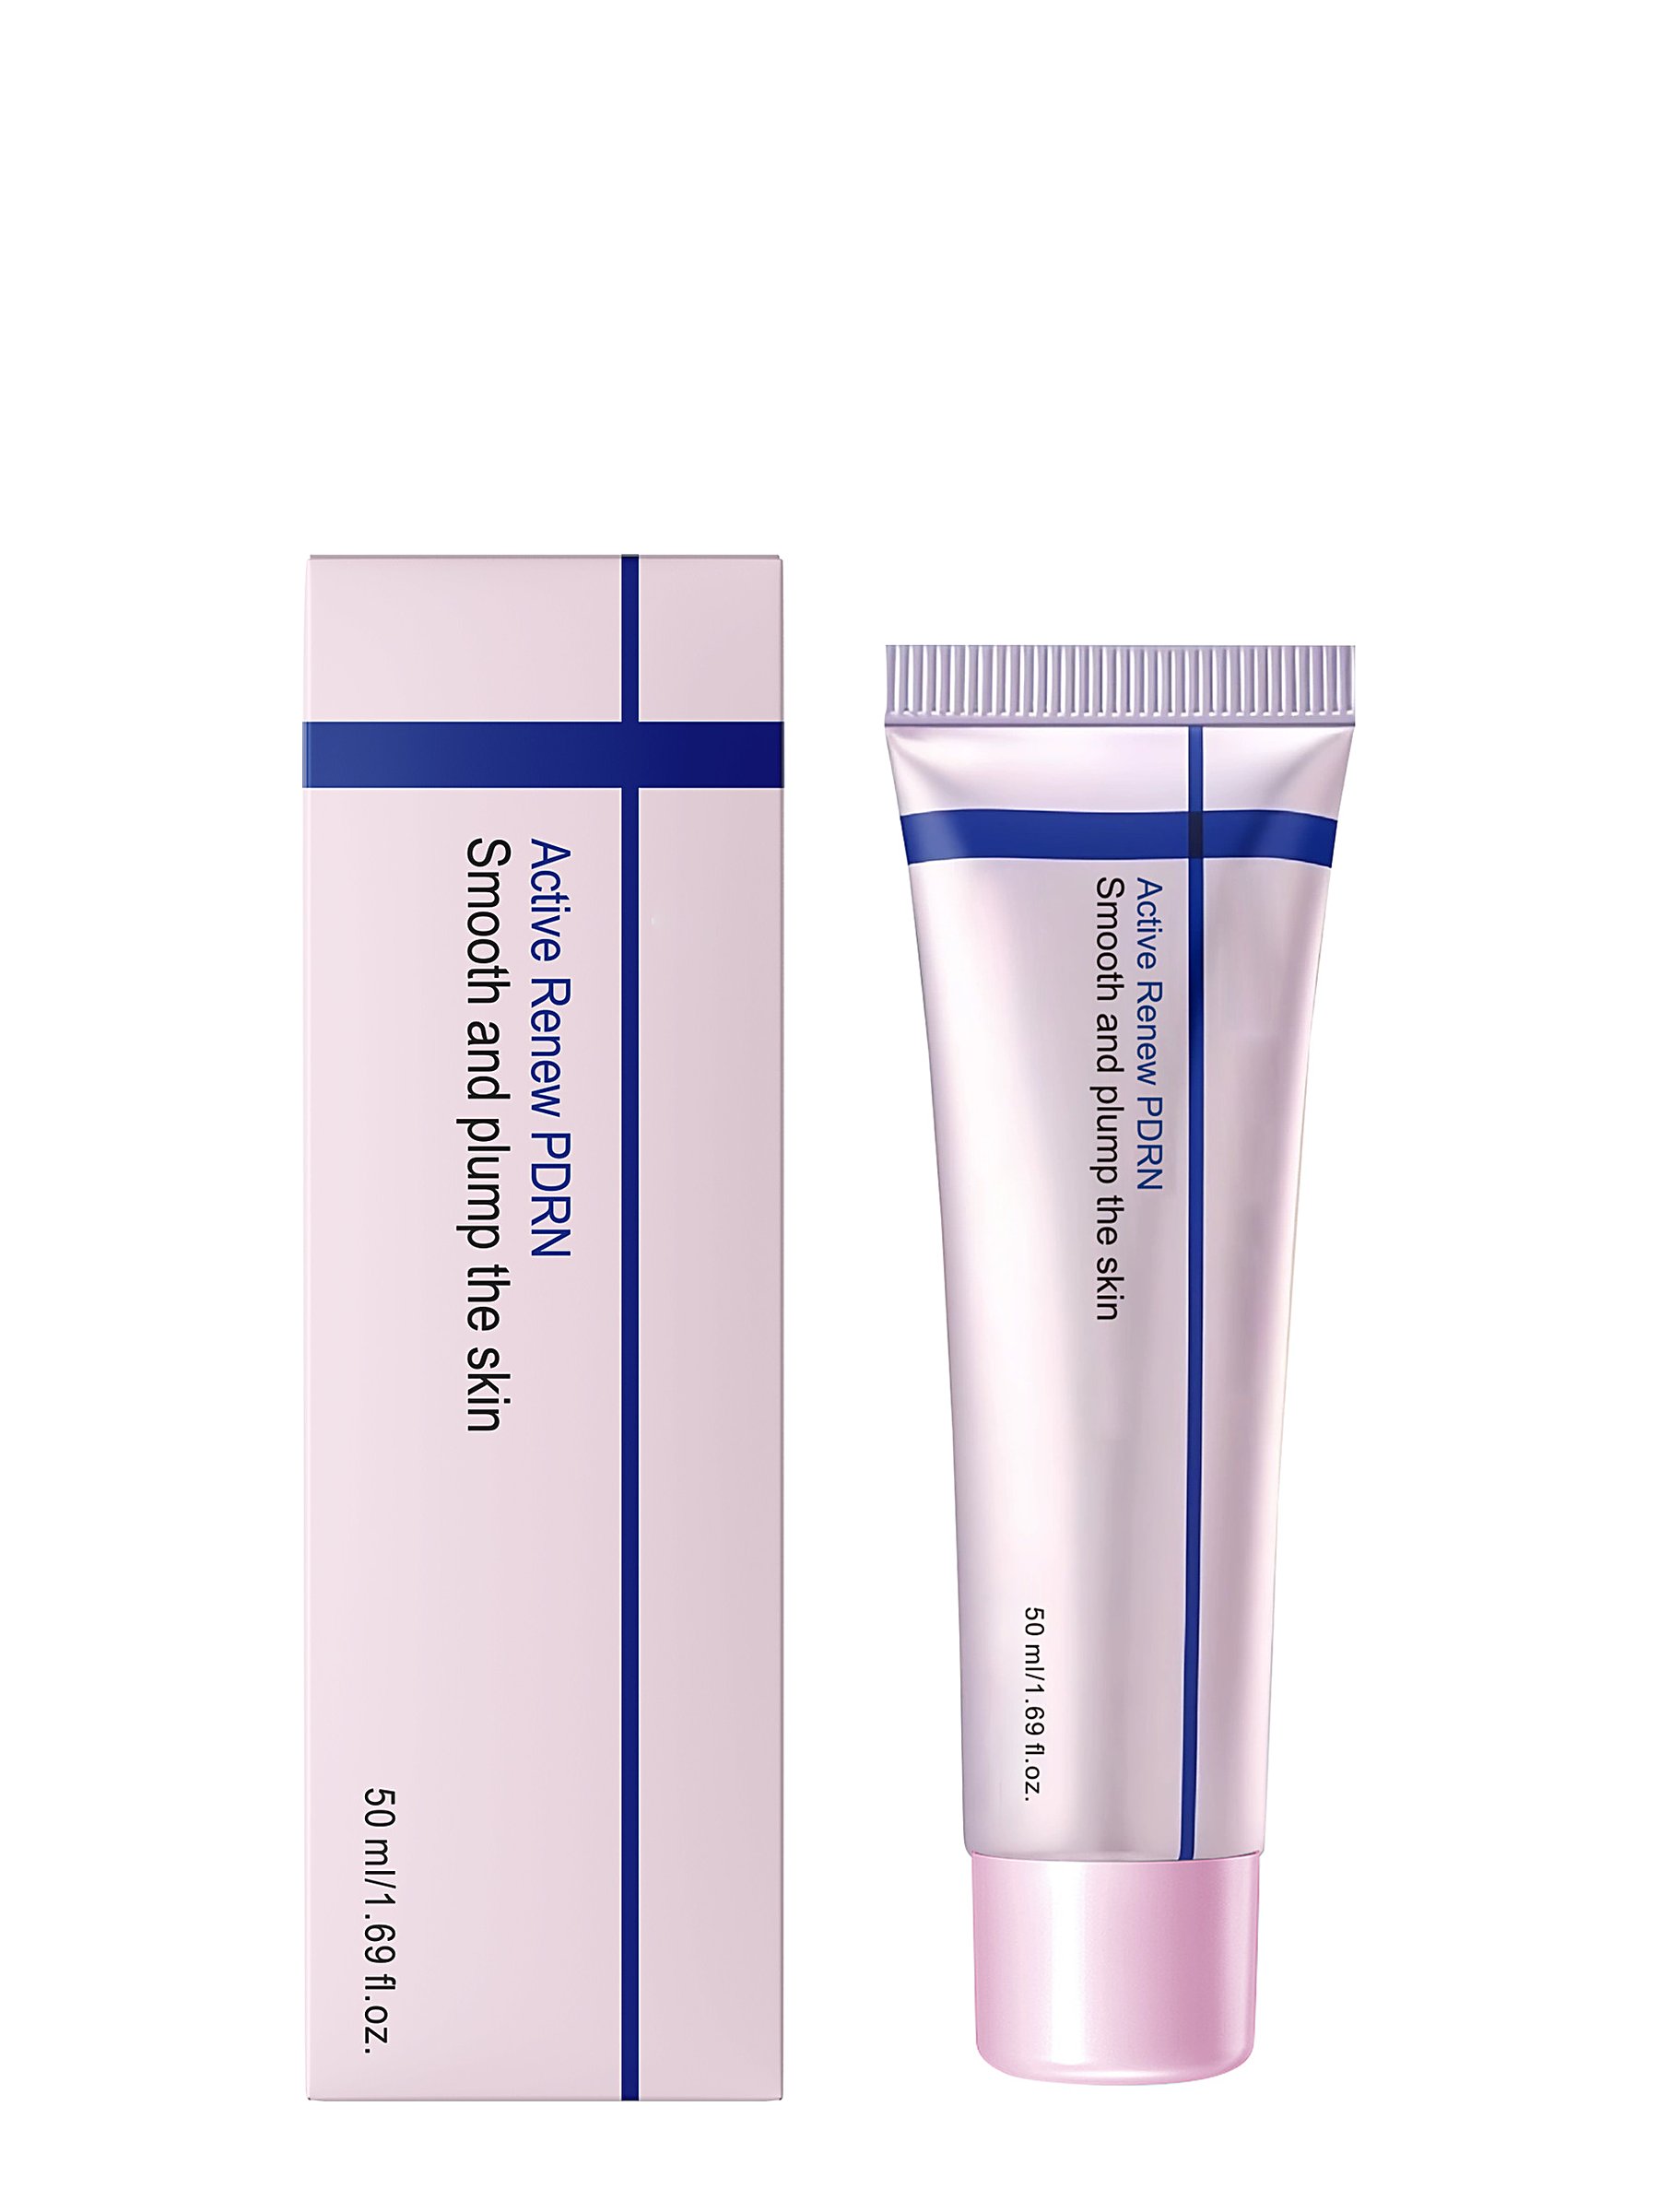 Active Renew PDRN
Smooth and plump the skin
50 ml/1.69 fl.oz.
Active Renew PDRN
Smooth and plump the skin
50 ml/1.69 fl.oz.